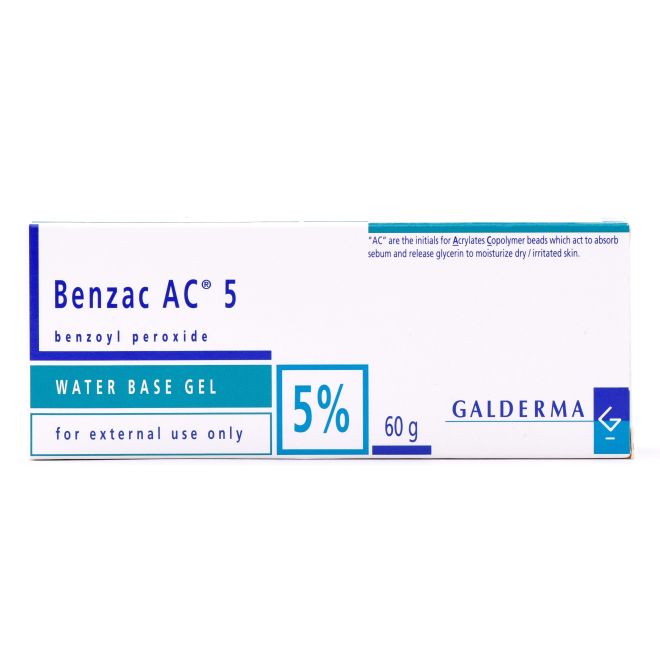 "AC" are the initials for Acrylates Copolymer beads which act to absorb
sebum and release glycerin to moisturize dry / irritated skin.
Benzac AC® 5
benzoyl peroxide
WATER BASE GEL
for external use only
5%
60 g
GALDERMA